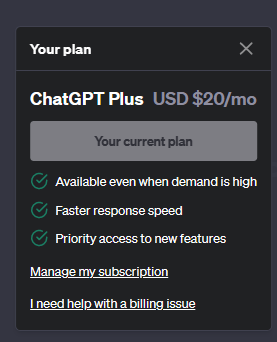 Your plan
ChatGPT Plus USD $20/mo
Your current plan
Available even when demand is high
Faster response speed
Priority access to new features
Manage my subscription
I need help with a billing issue